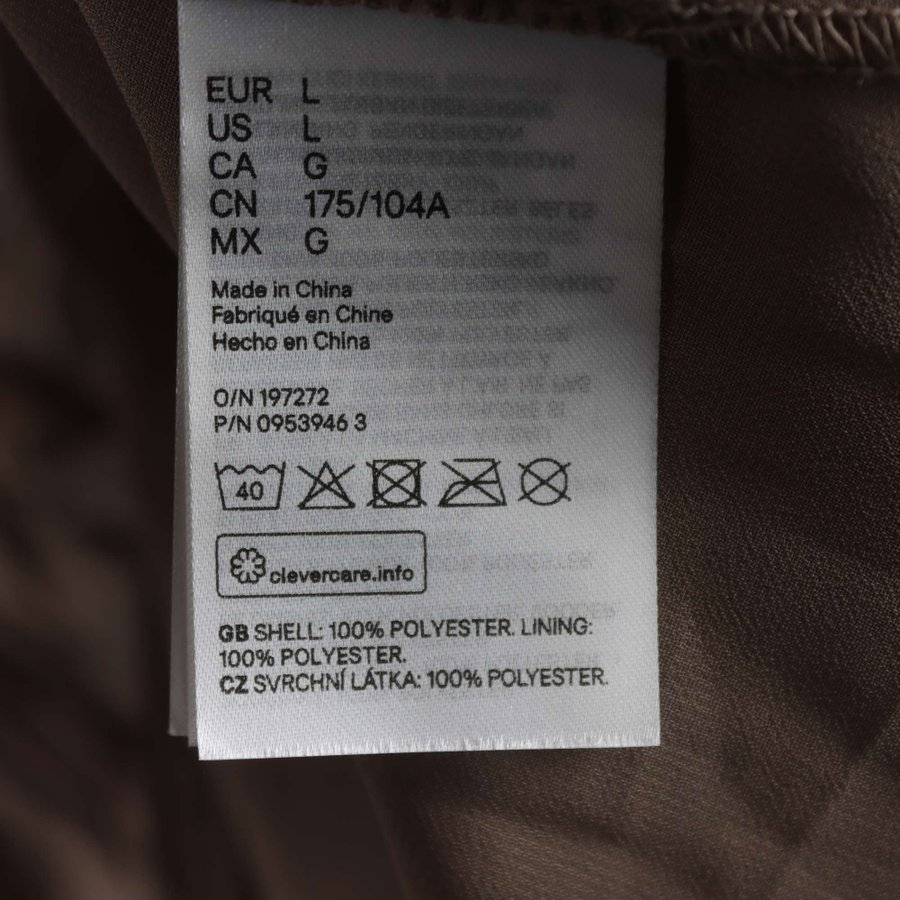 EUR L
US L
CA G
CN 175/104A
MX G
Made in China
Fabriqué en Chine
Hecho en China
O/N 197272
P/N 0953946 3
40
clevercare.info
GB SHELL: 100% POLYESTER. LINING:
100% POLYESTER.
CZ SVRCHNÍ LÁTKA: 100% POLYESTER.